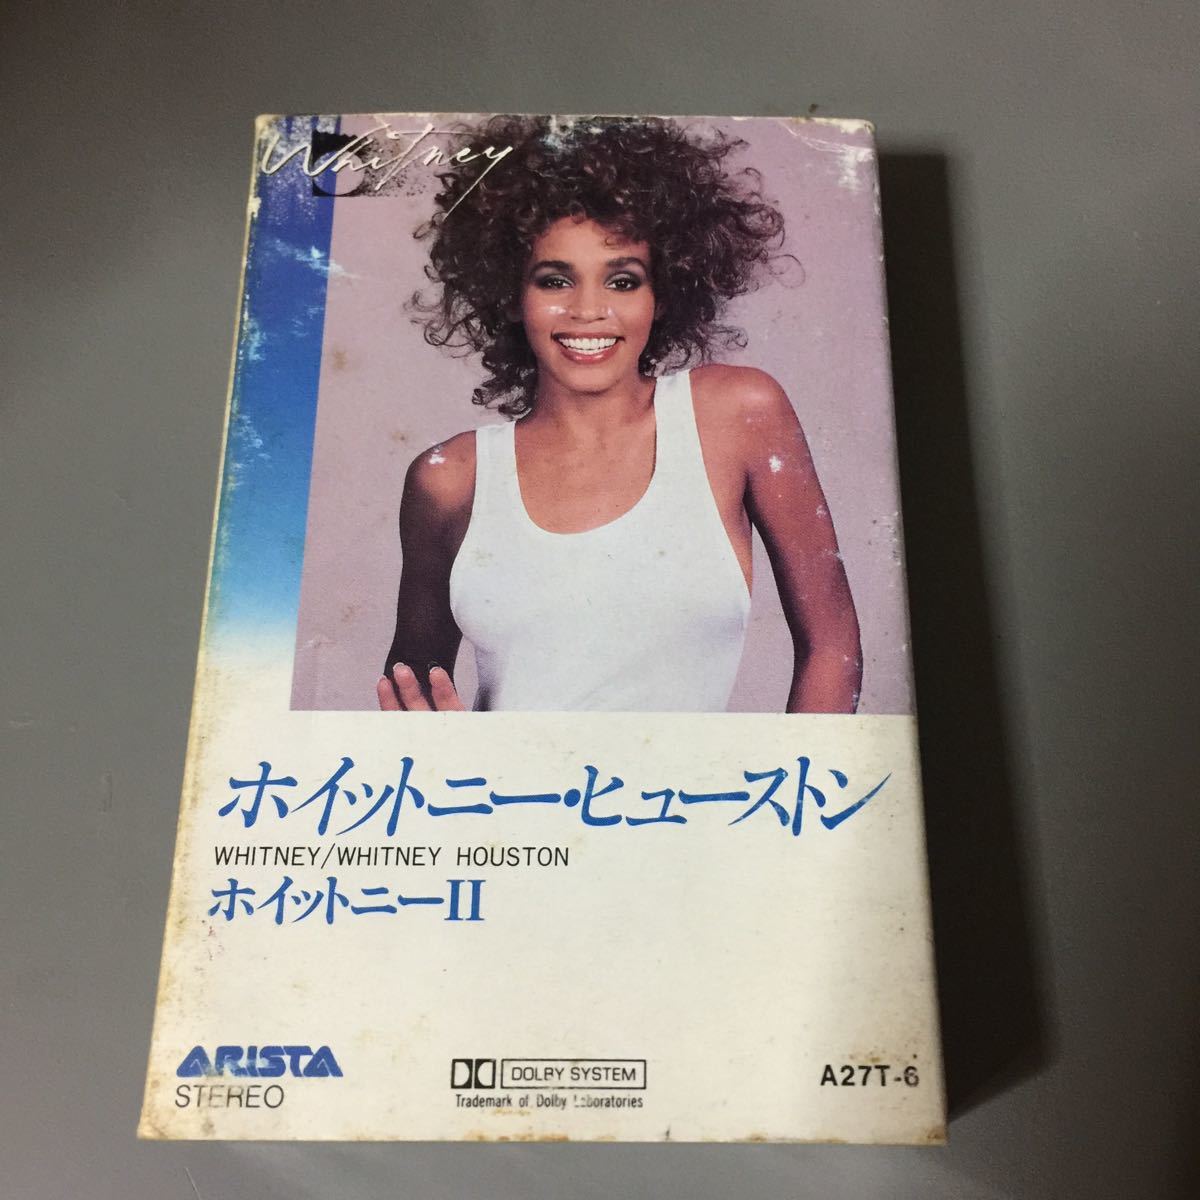 Whitney
ホイットニー・ヒューストン
WHITNEY/WHITNEY HOUSTON
ホイットニーII
ARISTA
STEREO
DOLBY SYSTEM
Trademark of Dolby Laboratories
A27T-6